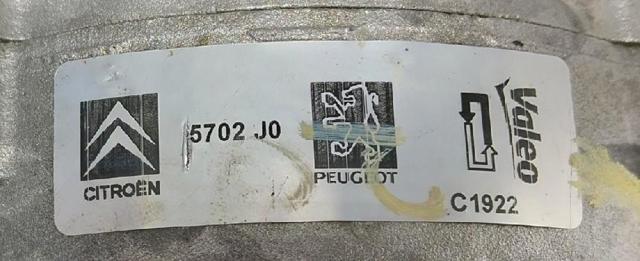 CITROËN
5702 J0
PEUGEOT
Valeo
C1922